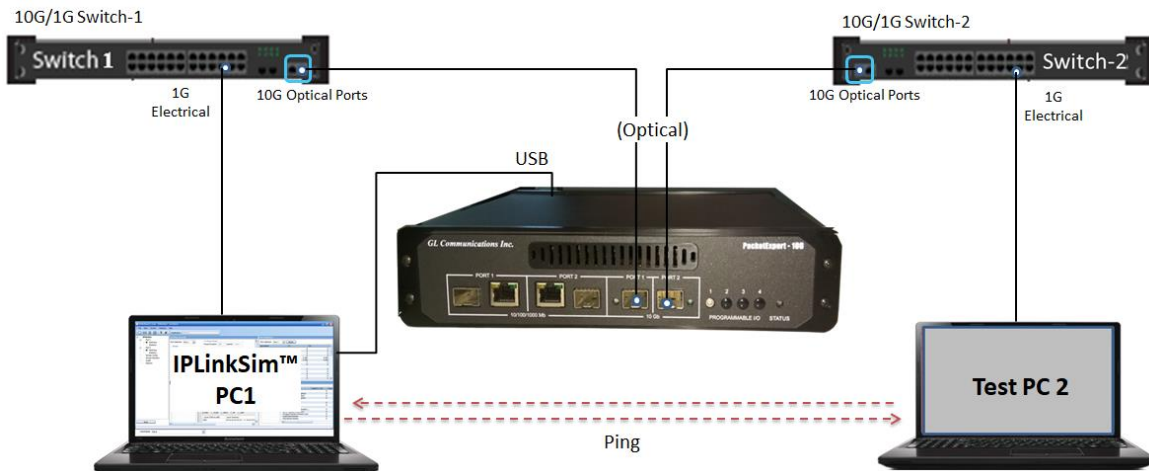 10G/1G Switch-1
10G/1G Switch-2
Switch 1
Switch-2
1G
Electrical
10G Optical Ports
10G Optical Ports
1G
Electrical
(Optical)
USB
GL Communications Inc.
PacketExpert - 10G
PORT 1
PORT 2
PORT 1
PORT 2
1 2 3 4
10/100/1000 Mb
10 Gb
PROGRAMMABLE I/O
STATUS
IPLinkSim™
PC1
Test PC 2
Ping